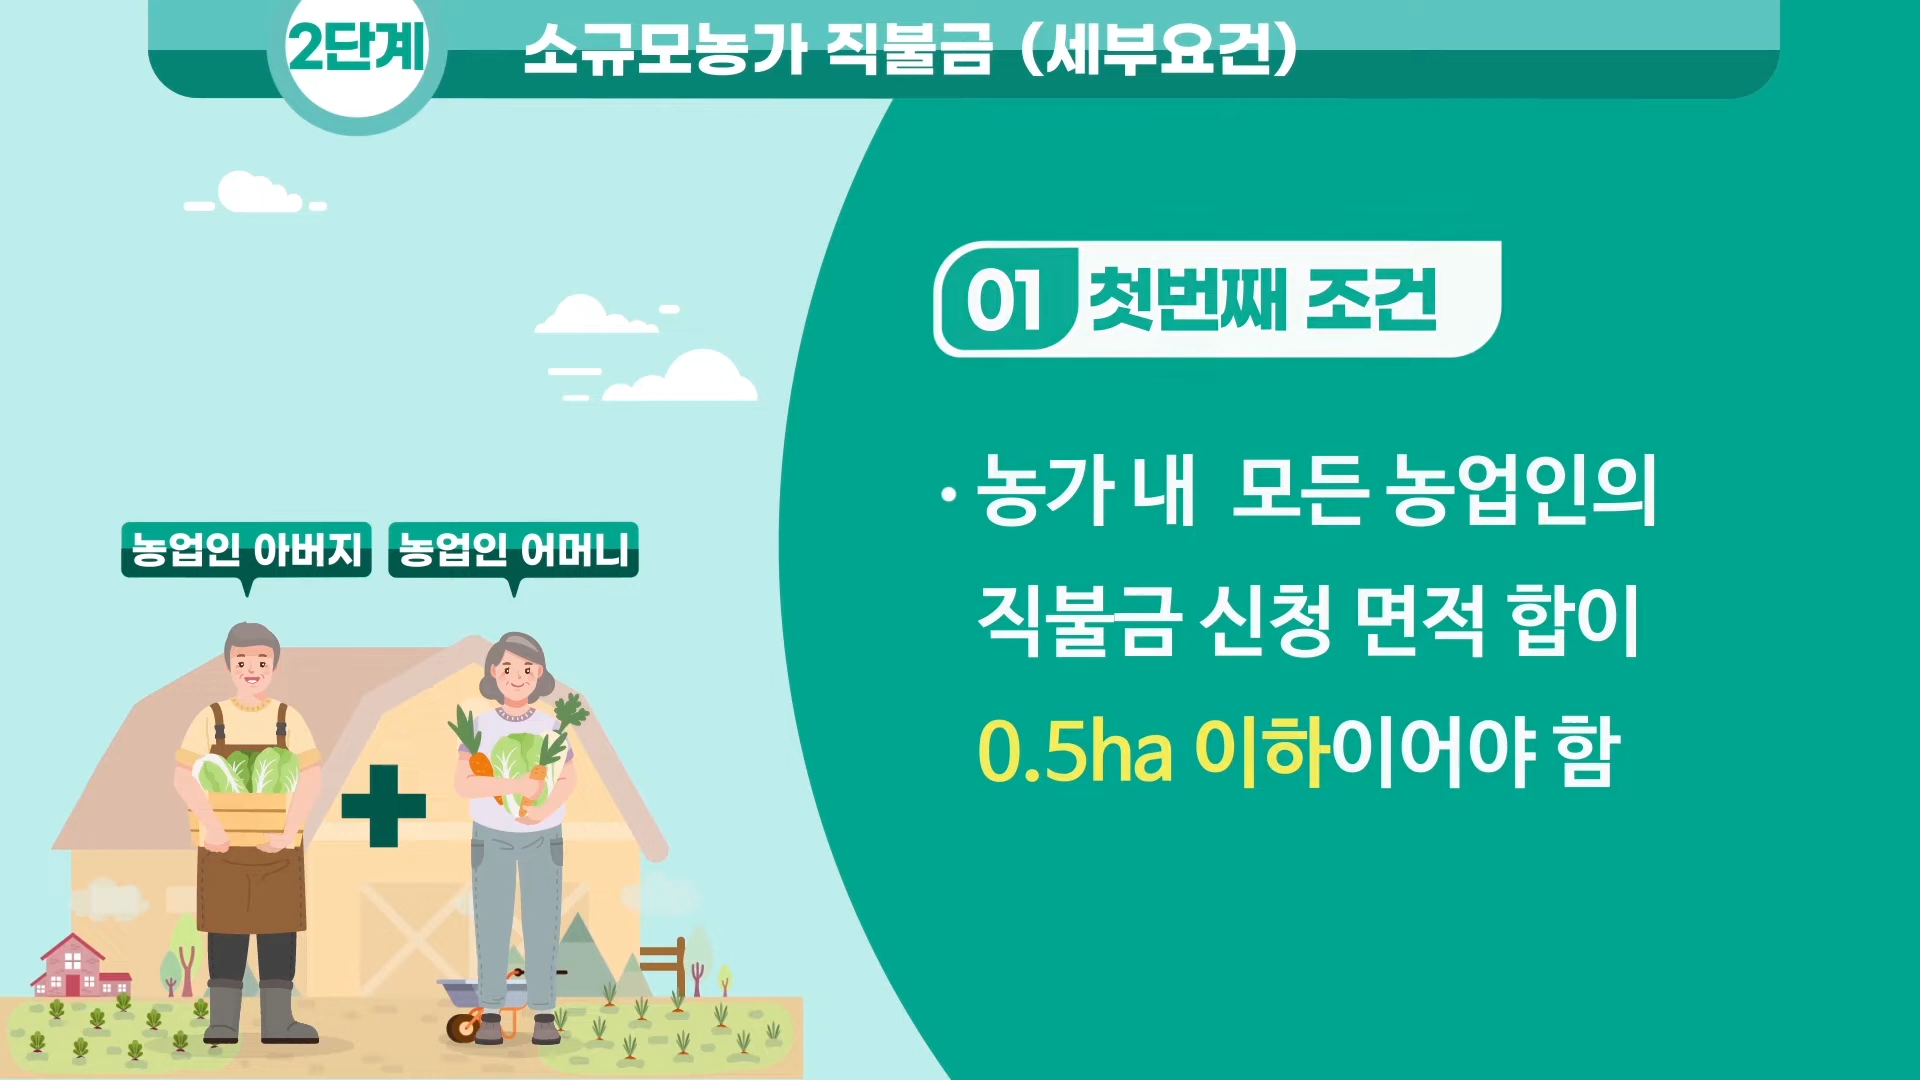 2단계
소규모농가 직불금 (세부요건)
01 첫번째 조건
• 농가 내 모든 농업인의
직불금 신청 면적 합이
0.5ha 이하이어야 함
농업인 아버지
농업인 어머니